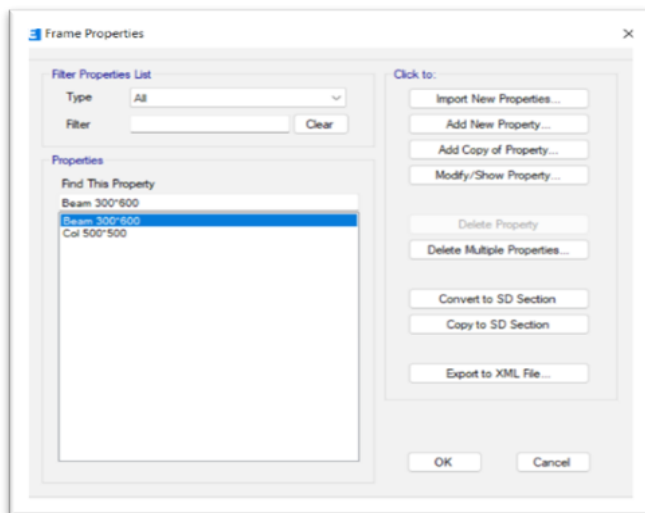 Frame Properties
Filter Properties List
Type
All
Filter
Clear
Properties
Find This Property
Beam 300*600
Beam 300*600
Col 500*500
Click to:
Import New Properties...
Add New Property...
Add Copy of Property...
Modify/Show Property...
Delete Property
Delete Multiple Properties...
Convert to SD Section
Copy to SD Section
Export to XML File...
OK
Cancel